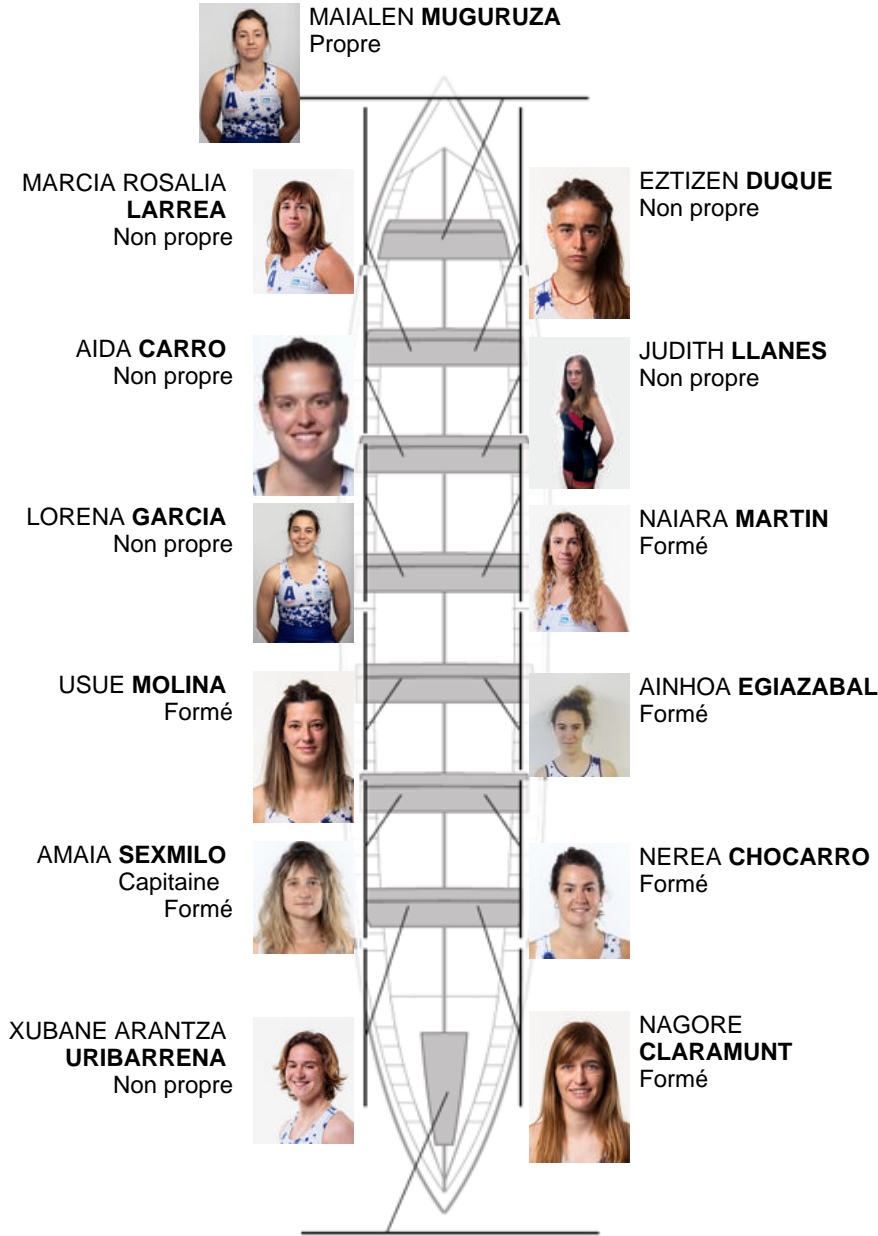 MAIALEN MUGURUZA
Propre
MARCIA ROSALIA
LARREA
Non propre
EZTIZEN DUQUE
Non propre
AIDA CARRO
Non propre
JUDITH LLANES
Non propre
LORENA GARCIA
Non propre
NAIARA MARTIN
Formé
USUE MOLINA
Formé
AINHOA EGIAZABAL
Formé
AMAIA SEXMILO
Capitaine
Formé
NEREA CHOCARRO
Formé
XUBANE ARANTZA
URIBARRENA
Non propre
NAGORE
CLARAMUNT
Formé